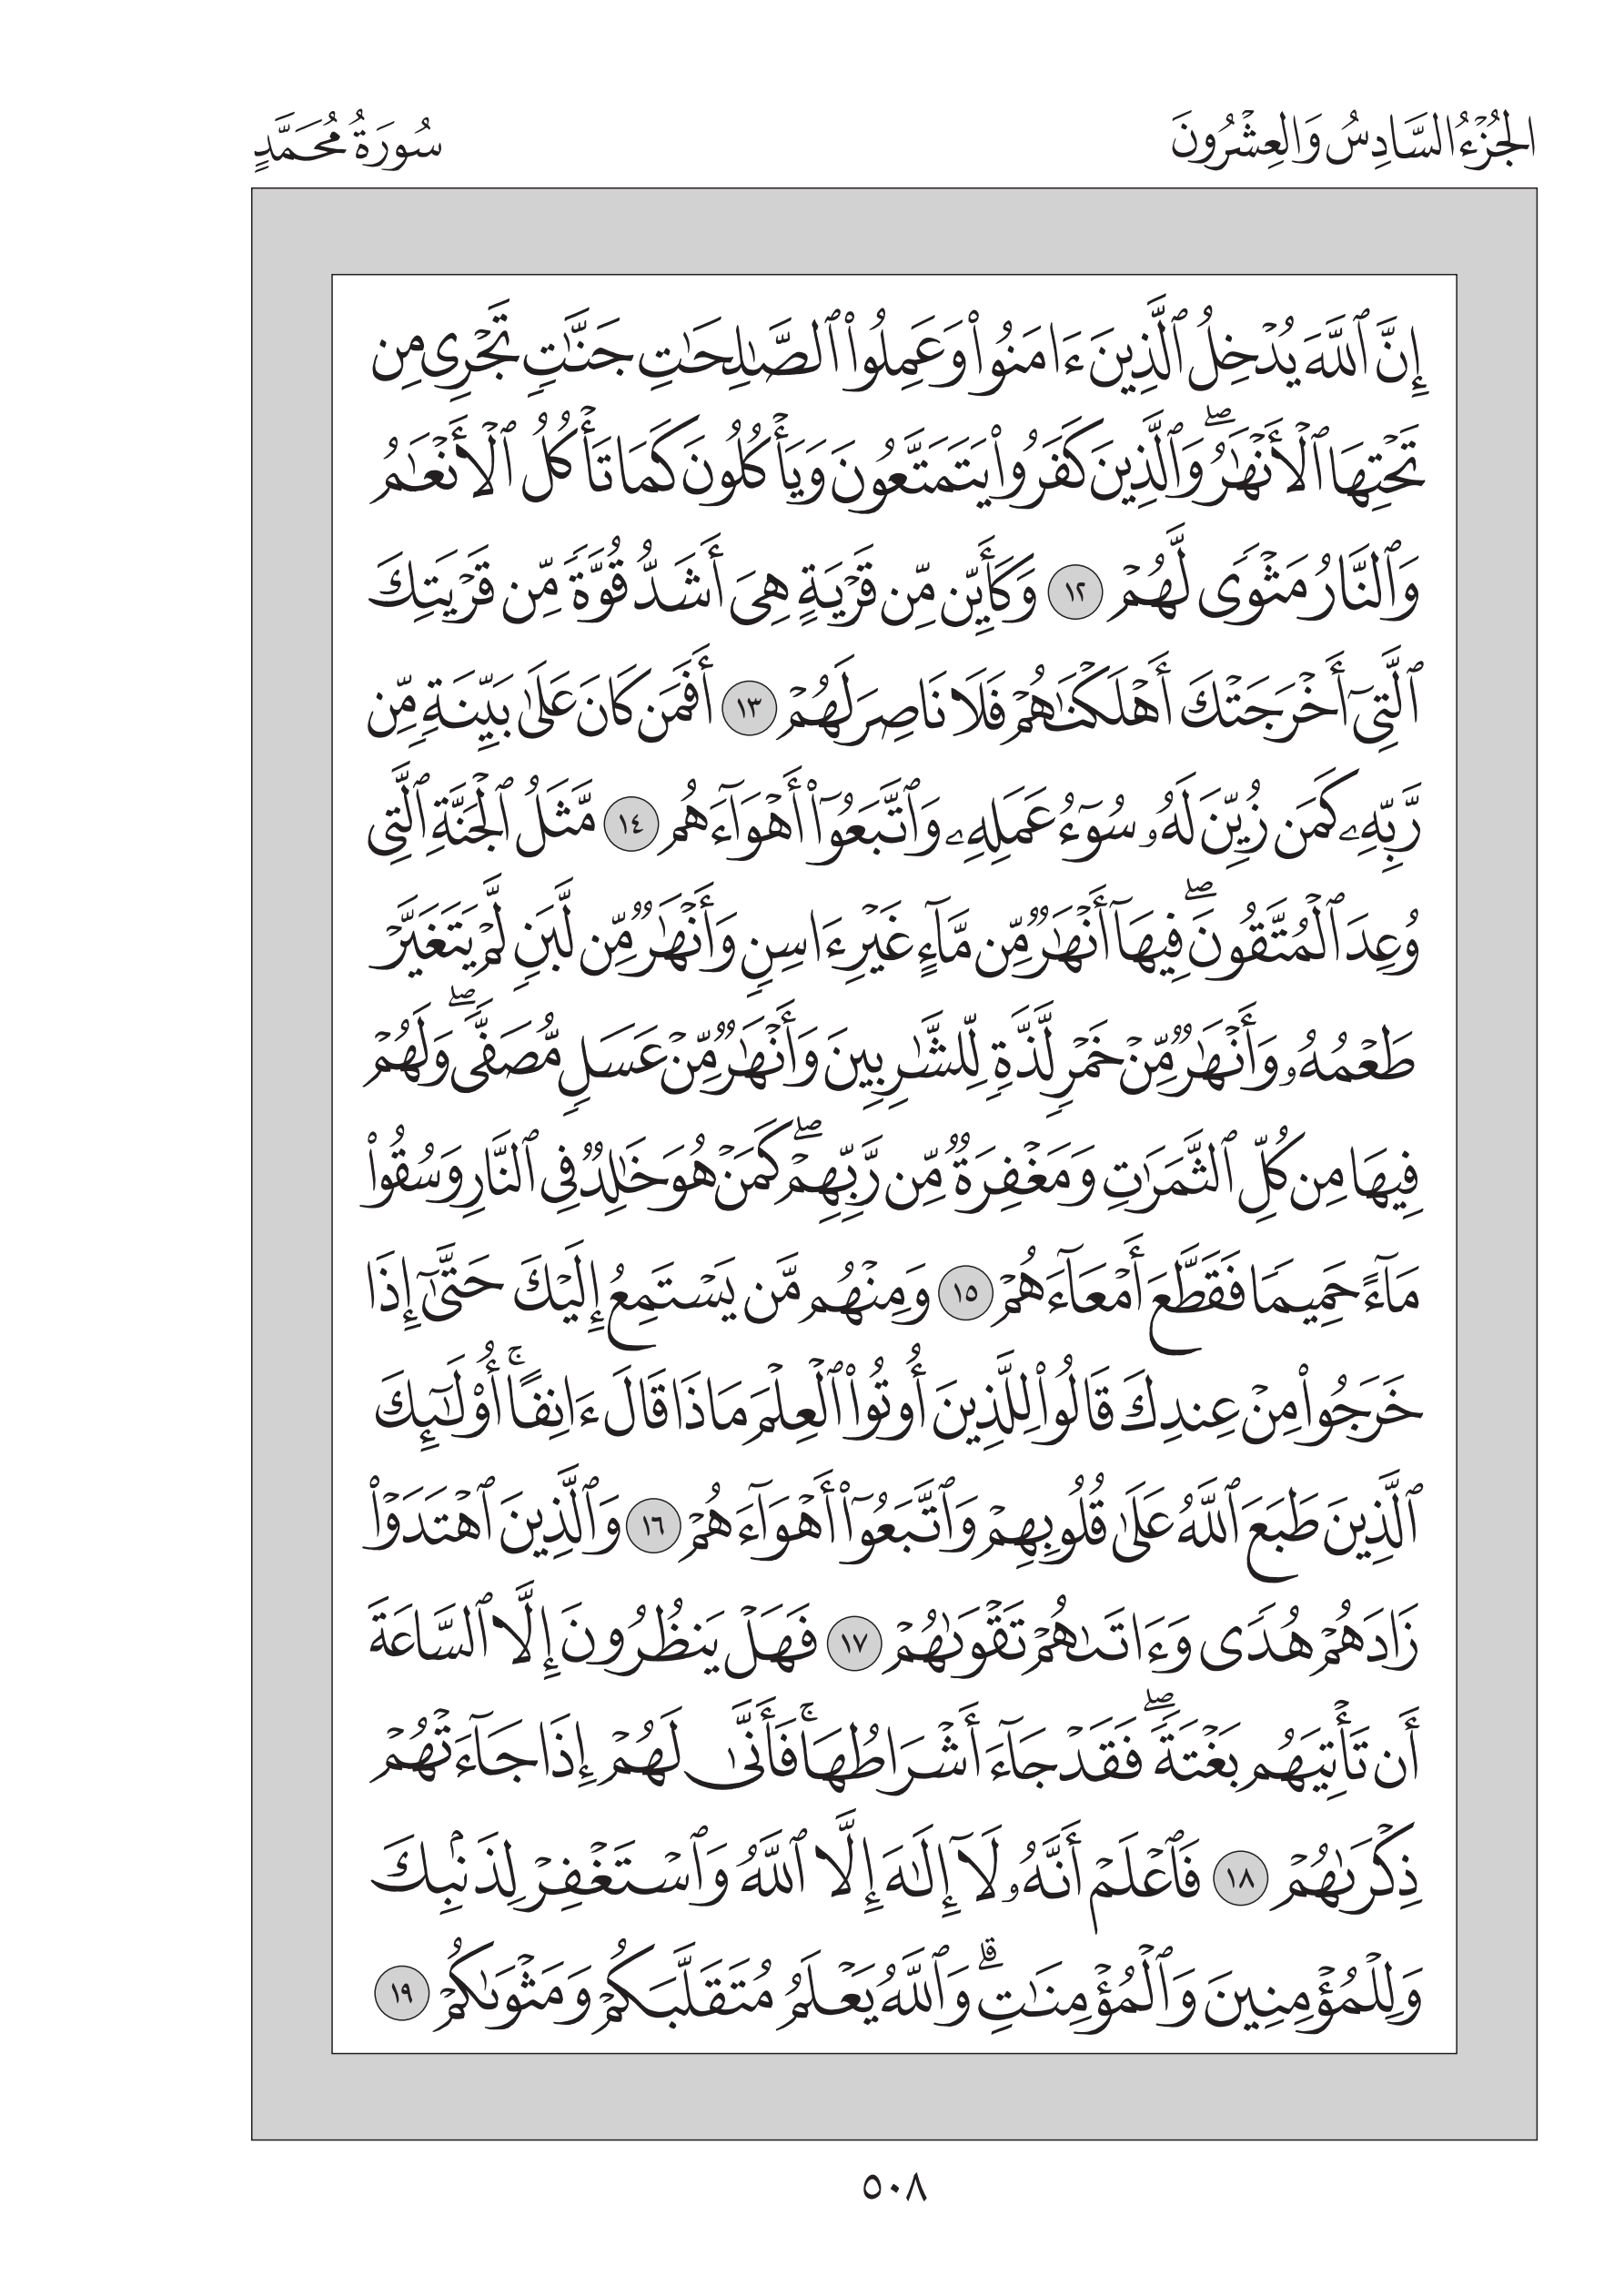 الجُزْءُ السَّادِسُ وَالعِشْرُونَ
سُورَةُ مُحَمَّدٍ
إِنَّ ٱللَّهَ يُدْخِلُ ٱلَّذِينَ ءَامَنُوا۟ وَعَمِلُوا۟ ٱلصَّـٰلِحَـٰتِ جَنَّـٰتٍ تَجْرِى مِن
تَحْتِهَا ٱلْأَنْهَـٰرُ ۖ وَٱلَّذِينَ كَفَرُوا۟ يَتَمَتَّعُونَ وَيَأْكُلُونَ كَمَا تَأْكُلُ ٱلْأَنْعَـٰمُ
وَٱلنَّارُ مَثْوًى لَّهُمْ ١٢ وَكَأَيِّن مِّن قَرْيَةٍ هِىَ أَشَدُّ قُوَّةً مِّن قَرْيَتِكَ
ٱلَّتِىٓ أَخْرَجَتْكَ أَهْلَكْنَـٰهُمْ فَلَا نَاصِرَ لَهُمْ ١٣ أَفَمَن كَانَ عَلَىٰ بَيِّنَةٍ مِّن
رَّبِّهِۦ كَمَن زُيِّنَ لَهُۥ سُوٓءُ عَمَلِهِۦ وَٱتَّبَعُوٓا۟ أَهْوَآءَهُم ١٤ مَّثَلُ ٱلْجَنَّةِ ٱلَّتِى
وُعِدَ ٱلْمُتَّقُونَ ۖ فِيهَآ أَنْهَـٰرٌ مِّن مَّآءٍ غَيْرِ ءَاسِنٍ وَأَنْهَـٰرٌ مِّن لَّبَنٍ لَّمْ يَتَغَيَّرْ
طَعْمُهُۥ وَأَنْهَـٰرٌ مِّنْ خَمْرٍ لَّذَّةٍ لِّلشَّـٰرِبِينَ وَأَنْهَـٰرٌ مِّنْ عَسَلٍ مُّصَفًّى ۖ وَلَهُمْ
فِيهَا مِن كُلِّ ٱلثَّمَرَٰتِ وَمَغْفِرَةٌ مِّن رَّبِّهِمْ ۖ كَمَنْ هُوَ خَـٰلِدٌ فِى ٱلنَّارِ وَسُقُوا۟
مَآءً حَمِيمًا فَقَطَّعَ أَمْعَآءَهُمْ ١٥ وَمِنْهُم مَّن يَسْتَمِعُ إِلَيْكَ حَتَّىٰٓ إِذَا
خَرَجُوا۟ مِنْ عِندِكَ قَالُوا۟ لِلَّذِينَ أُوتُوا۟ ٱلْعِلْمَ مَاذَا قَالَ ءَانِفًا ۚ أُو۟لَـٰٓئِكَ
ٱلَّذِينَ طَبَعَ ٱللَّهُ عَلَىٰ قُلُوبِهِمْ وَٱتَّبَعُوٓا۟ أَهْوَآءَهُمْ ١٦ وَٱلَّذِينَ ٱهْتَدَوْا۟
زَادَهُمْ هُدًى وَءَاتَىٰهُمْ تَقْوَىٰهُمْ ١٧ فَهَلْ يَنظُرُونَ إِلَّا ٱلسَّاعَةَ
أَن تَأْتِيَهُم بَغْتَةً ۖ فَقَدْ جَآءَ أَشْرَاطُهَا ۚ فَأَنَّىٰ لَهُمْ إِذَا جَآءَتْهُمْ
ذِكْرَىٰهُمْ ١٨ فَٱعْلَمْ أَنَّهُۥ لَآ إِلَـٰهَ إِلَّا ٱللَّهُ وَٱسْتَغْفِرْ لِذَنۢبِكَ
وَلِلْمُؤْمِنِينَ وَٱلْمُؤْمِنَـٰتِ ۗ وَٱللَّهُ يَعْلَمُ مُتَقَلَّبَكُمْ وَمَثْوَىٰكُمْ ١٩
٥٠٨